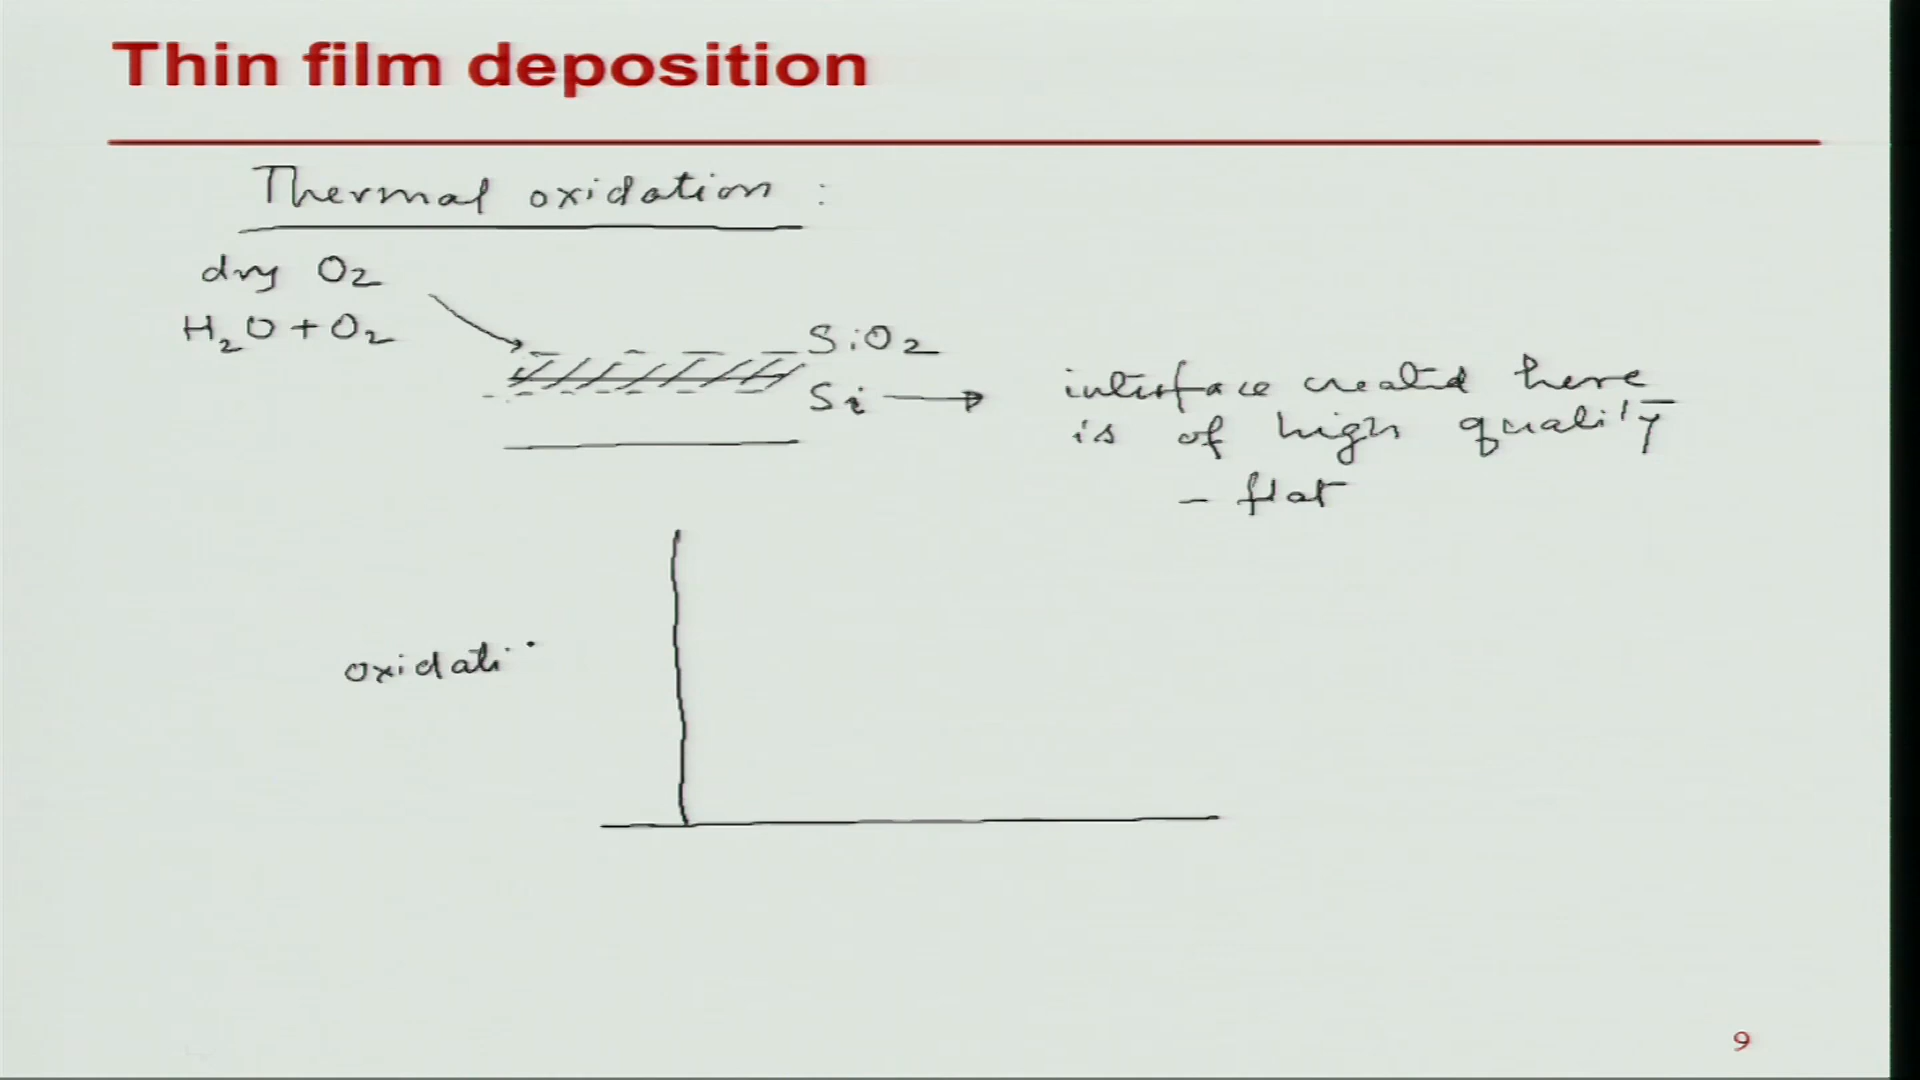 Thin film deposition
Thermal oxidation :
dry O2
H2O + O2
SiO2
Si
interface created here
is of high quality
- flat
oxidati
9